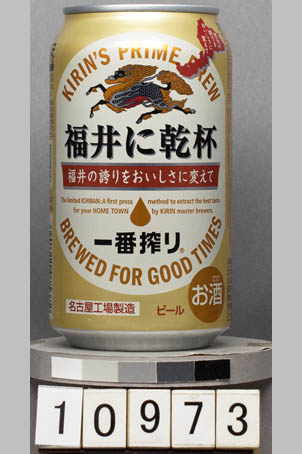 KIRIN'S PRIME BREW
福井に乾杯
福井の誇りをおいしさに変えて
The limited ICHIBAN: A first press method to extract the best taste
for your HOME TOWN by KIRIN master brewers.
一番搾り®
BREWED FOR GOOD TIMES
お酒
名古屋工場製造 ビール
10973